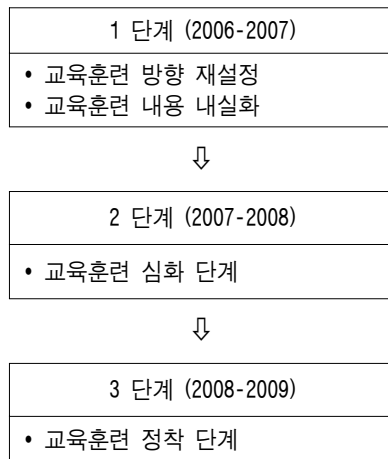 1 단계 (2006-2007)
• 교육훈련 방향 재설정
• 교육훈련 내용 내실화
⇩
2 단계 (2007-2008)
• 교육훈련 심화 단계
⇩
3 단계 (2008-2009)
• 교육훈련 정착 단계